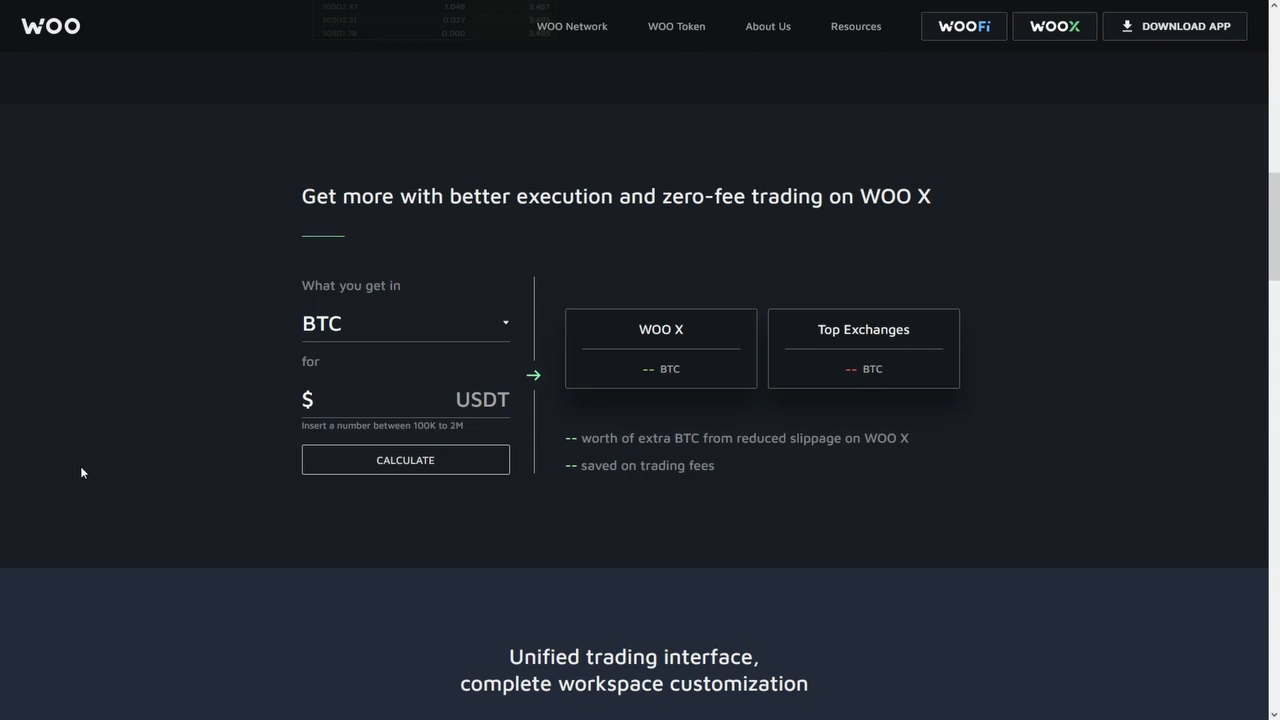 WOO
WOO Network
WOO Token
About Us
Resources
WOOFi
WOOX
DOWNLOAD APP
Get more with better execution and zero-fee trading on WOO X
What you get in
BTC
for
$ USDT
Insert a number between 100K to 2M
CALCULATE
WOO X
-- BTC
Top Exchanges
-- BTC
-- worth of extra BTC from reduced slippage on WOO X
-- saved on trading fees
Unified trading interface,
complete workspace customization